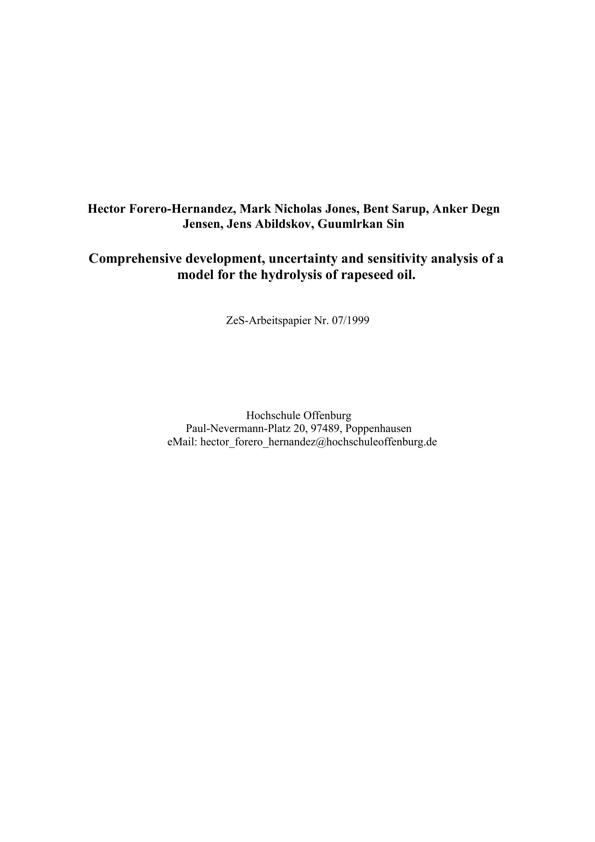 Hector Forero-Hernandez, Mark Nicholas Jones, Bent Sarup, Anker Degn
Jensen, Jens Abildskov, Guumlrkan Sin
Comprehensive development, uncertainty and sensitivity analysis of a
model for the hydrolysis of rapeseed oil.
ZeS-Arbeitspapier Nr. 07/1999
Hochschule Offenburg
Paul-Nevermann-Platz 20, 97489, Poppenhausen
eMail: hector_forero_hernandez@hochschuleoffenburg.de